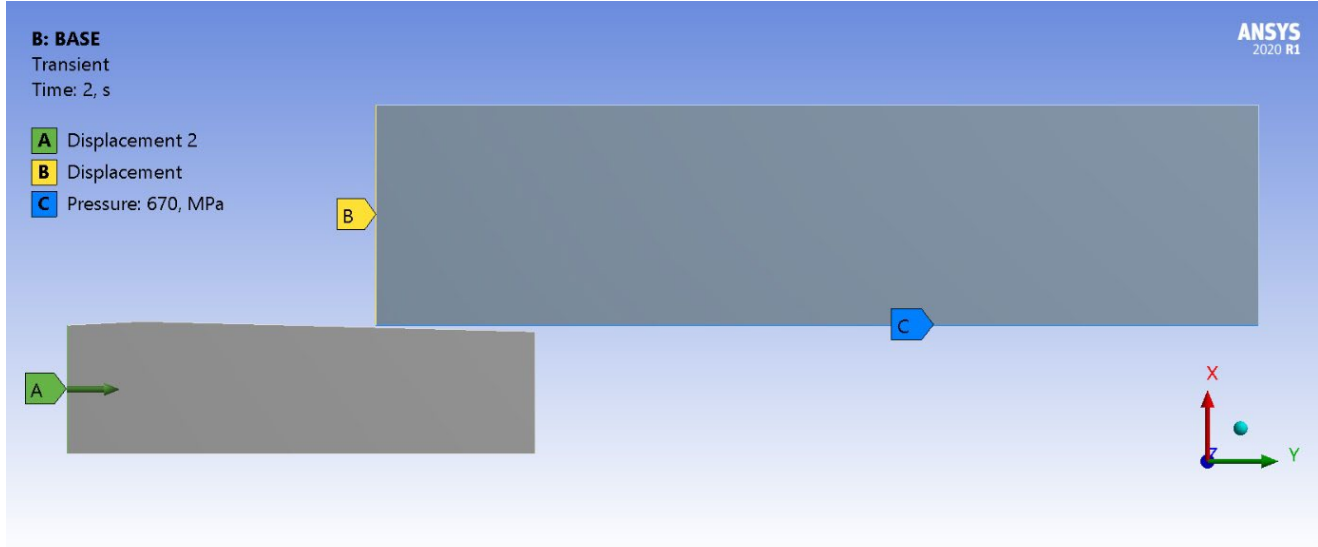 B: BASE
Transient
Time: 2, s
A Displacement 2
B Displacement
C Pressure: 670, MPa
ANSYS
2020 R1
B
C
A
X
Y
Z